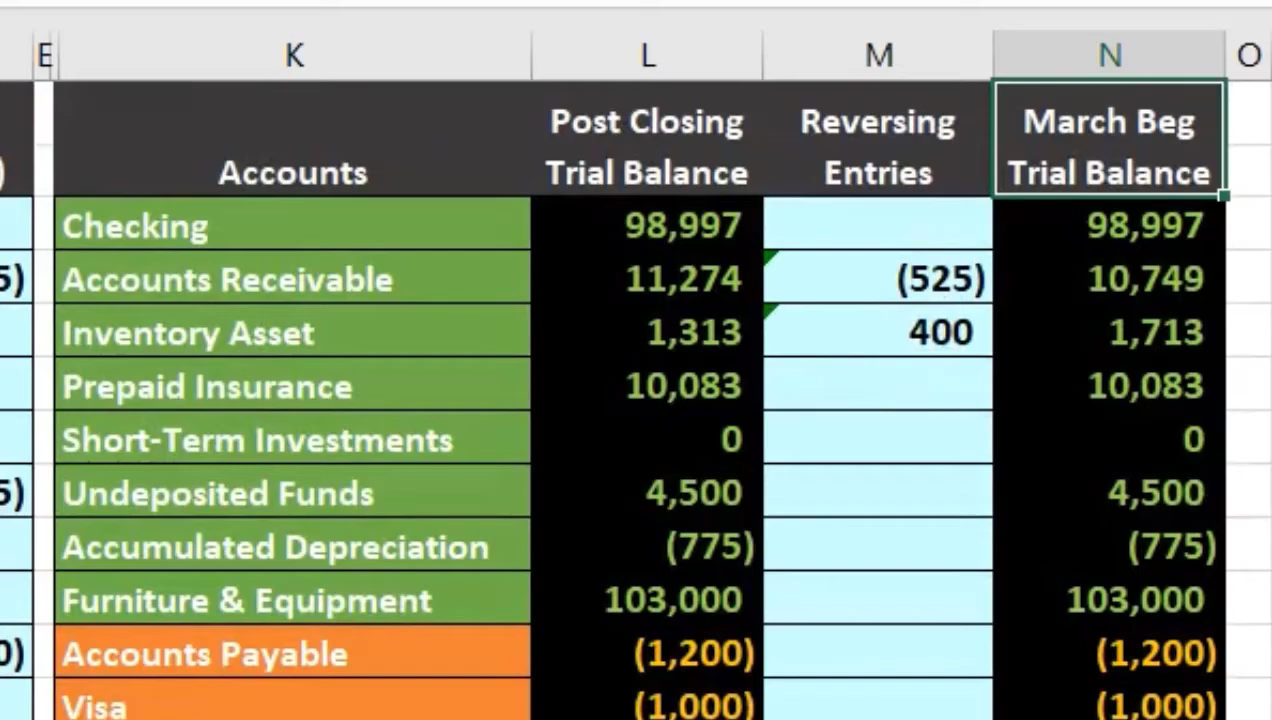 E K L M N O
Post Closing Reversing March Beg
) Accounts Trial Balance Entries Trial Balance
Checking 98,997 98,997
5) Accounts Receivable 11,274 (525) 10,749
Inventory Asset 1,313 400 1,713
Prepaid Insurance 10,083 10,083
Short-Term Investments 0 0
5) Undeposited Funds 4,500 4,500
Accumulated Depreciation (775) (775)
Furniture & Equipment 103,000 103,000
0) Accounts Payable (1,200) (1,200)
Visa (1,000) (1,000)